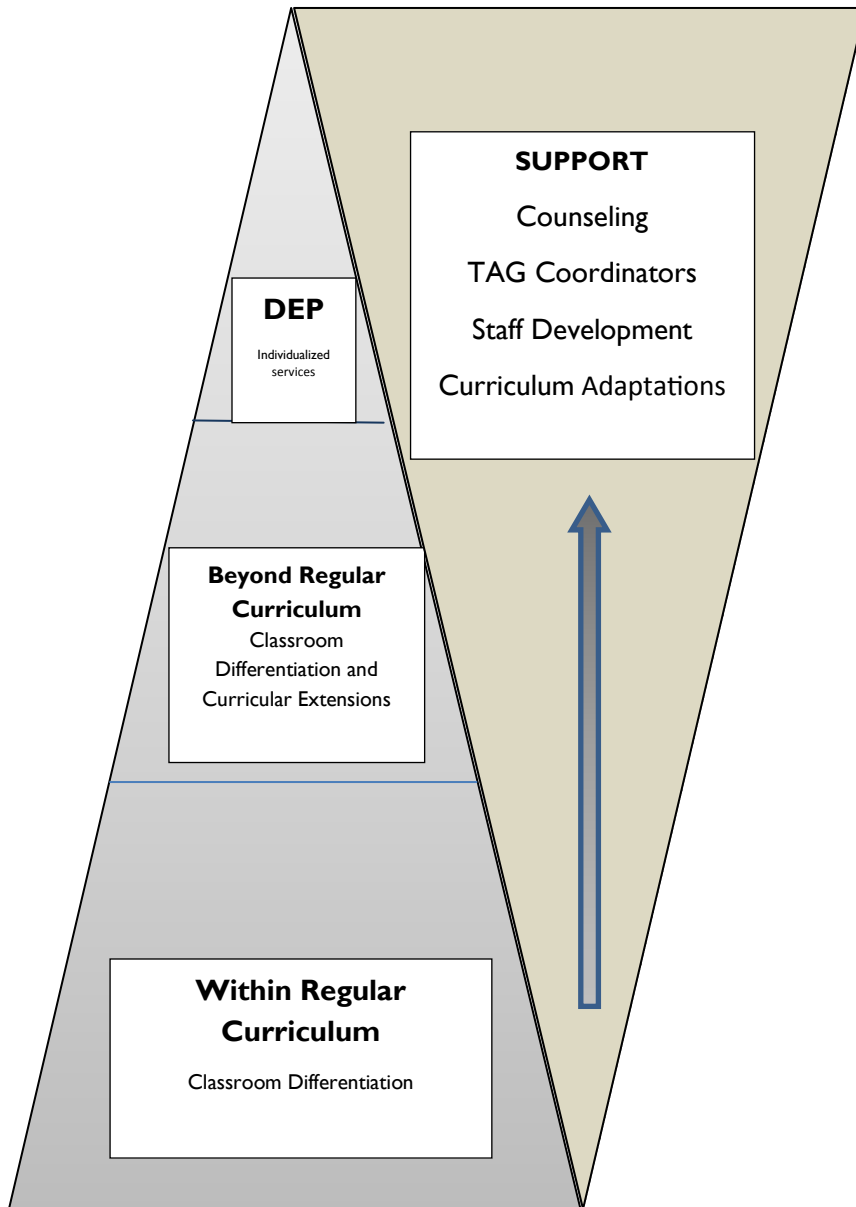 SUPPORT
Counseling
TAG Coordinators
Staff Development
Curriculum Adaptations
DEP
Individualized
services
Beyond Regular
Curriculum
Classroom
Differentiation and
Curricular Extensions
Within Regular
Curriculum
Classroom Differentiation